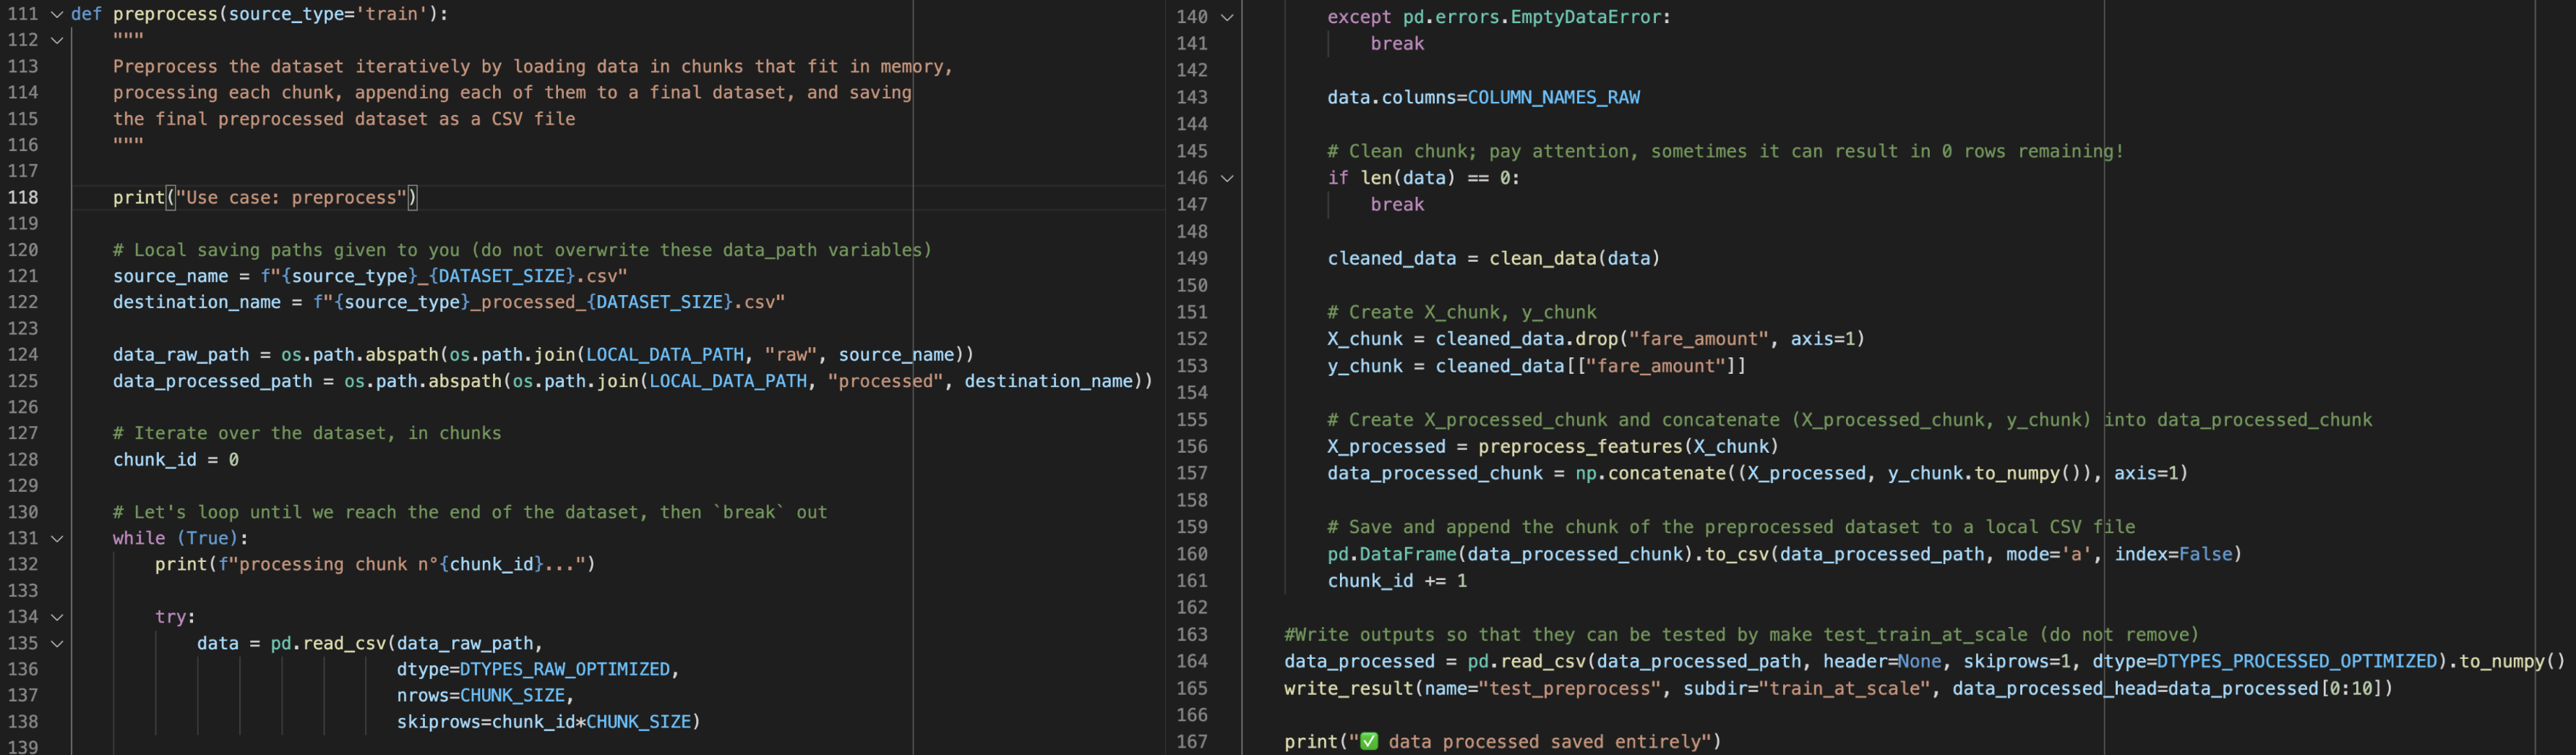 111 def preprocess(source_type='train'):
112     """
113     Preprocess the dataset iteratively by loading data in chunks that fit in memory,
114     processing each chunk, appending each of them to a final dataset, and saving
115     the final preprocessed dataset as a CSV file
116     """
117
118     print("Use case: preprocess")
119
120     # Local saving paths given to you (do not overwrite these data_path variables)
121     source_name = f"{source_type}_{DATASET_SIZE}.csv"
122     destination_name = f"{source_type}_processed_{DATASET_SIZE}.csv"
123
124     data_raw_path = os.path.abspath(os.path.join(LOCAL_DATA_PATH, "raw", source_name))
125     data_processed_path = os.path.abspath(os.path.join(LOCAL_DATA_PATH, "processed", destination_name))
126
127     # Iterate over the dataset, in chunks
128     chunk_id = 0
129
130     # Let's loop until we reach the end of the dataset, then `break` out
131     while (True):
132         print(f"processing chunk n°{chunk_id}...")
133
134         try:
135             data = pd.read_csv(data_raw_path,
136                                dtype=DTYPES_RAW_OPTIMIZED,
137                                nrows=CHUNK_SIZE,
138                                skiprows=chunk_id*CHUNK_SIZE)
139
140         except pd.errors.EmptyDataError:
141             break
142
143         data.columns=COLUMN_NAMES_RAW
144
145         # Clean chunk; pay attention, sometimes it can result in 0 rows remaining!
146         if len(data) == 0:
147             break
148
149         cleaned_data = clean_data(data)
150
151         # Create X_chunk, y_chunk
152         X_chunk = cleaned_data.drop("fare_amount", axis=1)
153         y_chunk = cleaned_data[["fare_amount"]]
154
155         # Create X_processed_chunk and concatenate (X_processed_chunk, y_chunk) into data_processed_chunk
156         X_processed = preprocess_features(X_chunk)
157         data_processed_chunk = np.concatenate((X_processed, y_chunk.to_numpy()), axis=1)
158
159         # Save and append the chunk of the preprocessed dataset to a local CSV file
160         pd.DataFrame(data_processed_chunk).to_csv(data_processed_path, mode='a', index=False)
161         chunk_id += 1
162
163     #Write outputs so that they can be tested by make test_train_at_scale (do not remove)
164     data_processed = pd.read_csv(data_processed_path, header=None, skiprows=1, dtype=DTYPES_PROCESSED_OPTIMIZED).to_numpy()
165     write_result(name="test_preprocess", subdir="train_at_scale", data_processed_head=data_processed[0:10])
166
167     print("✅ data processed saved entirely")